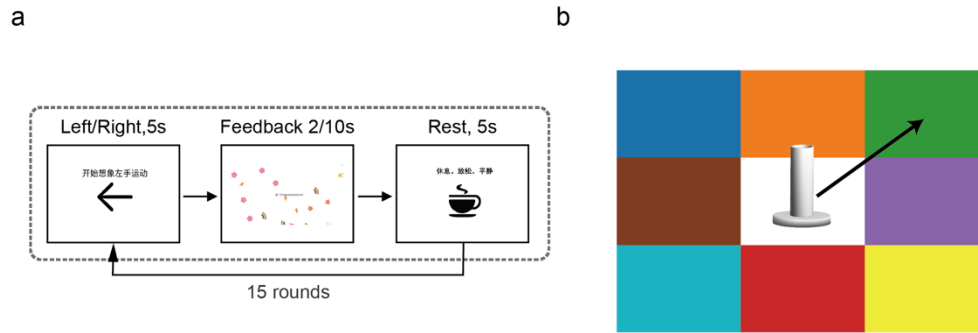 a
b
Left/Right,5s
Feedback 2/10s
Rest, 5s
开始想象左手运动
休息，放松，平静
15 rounds